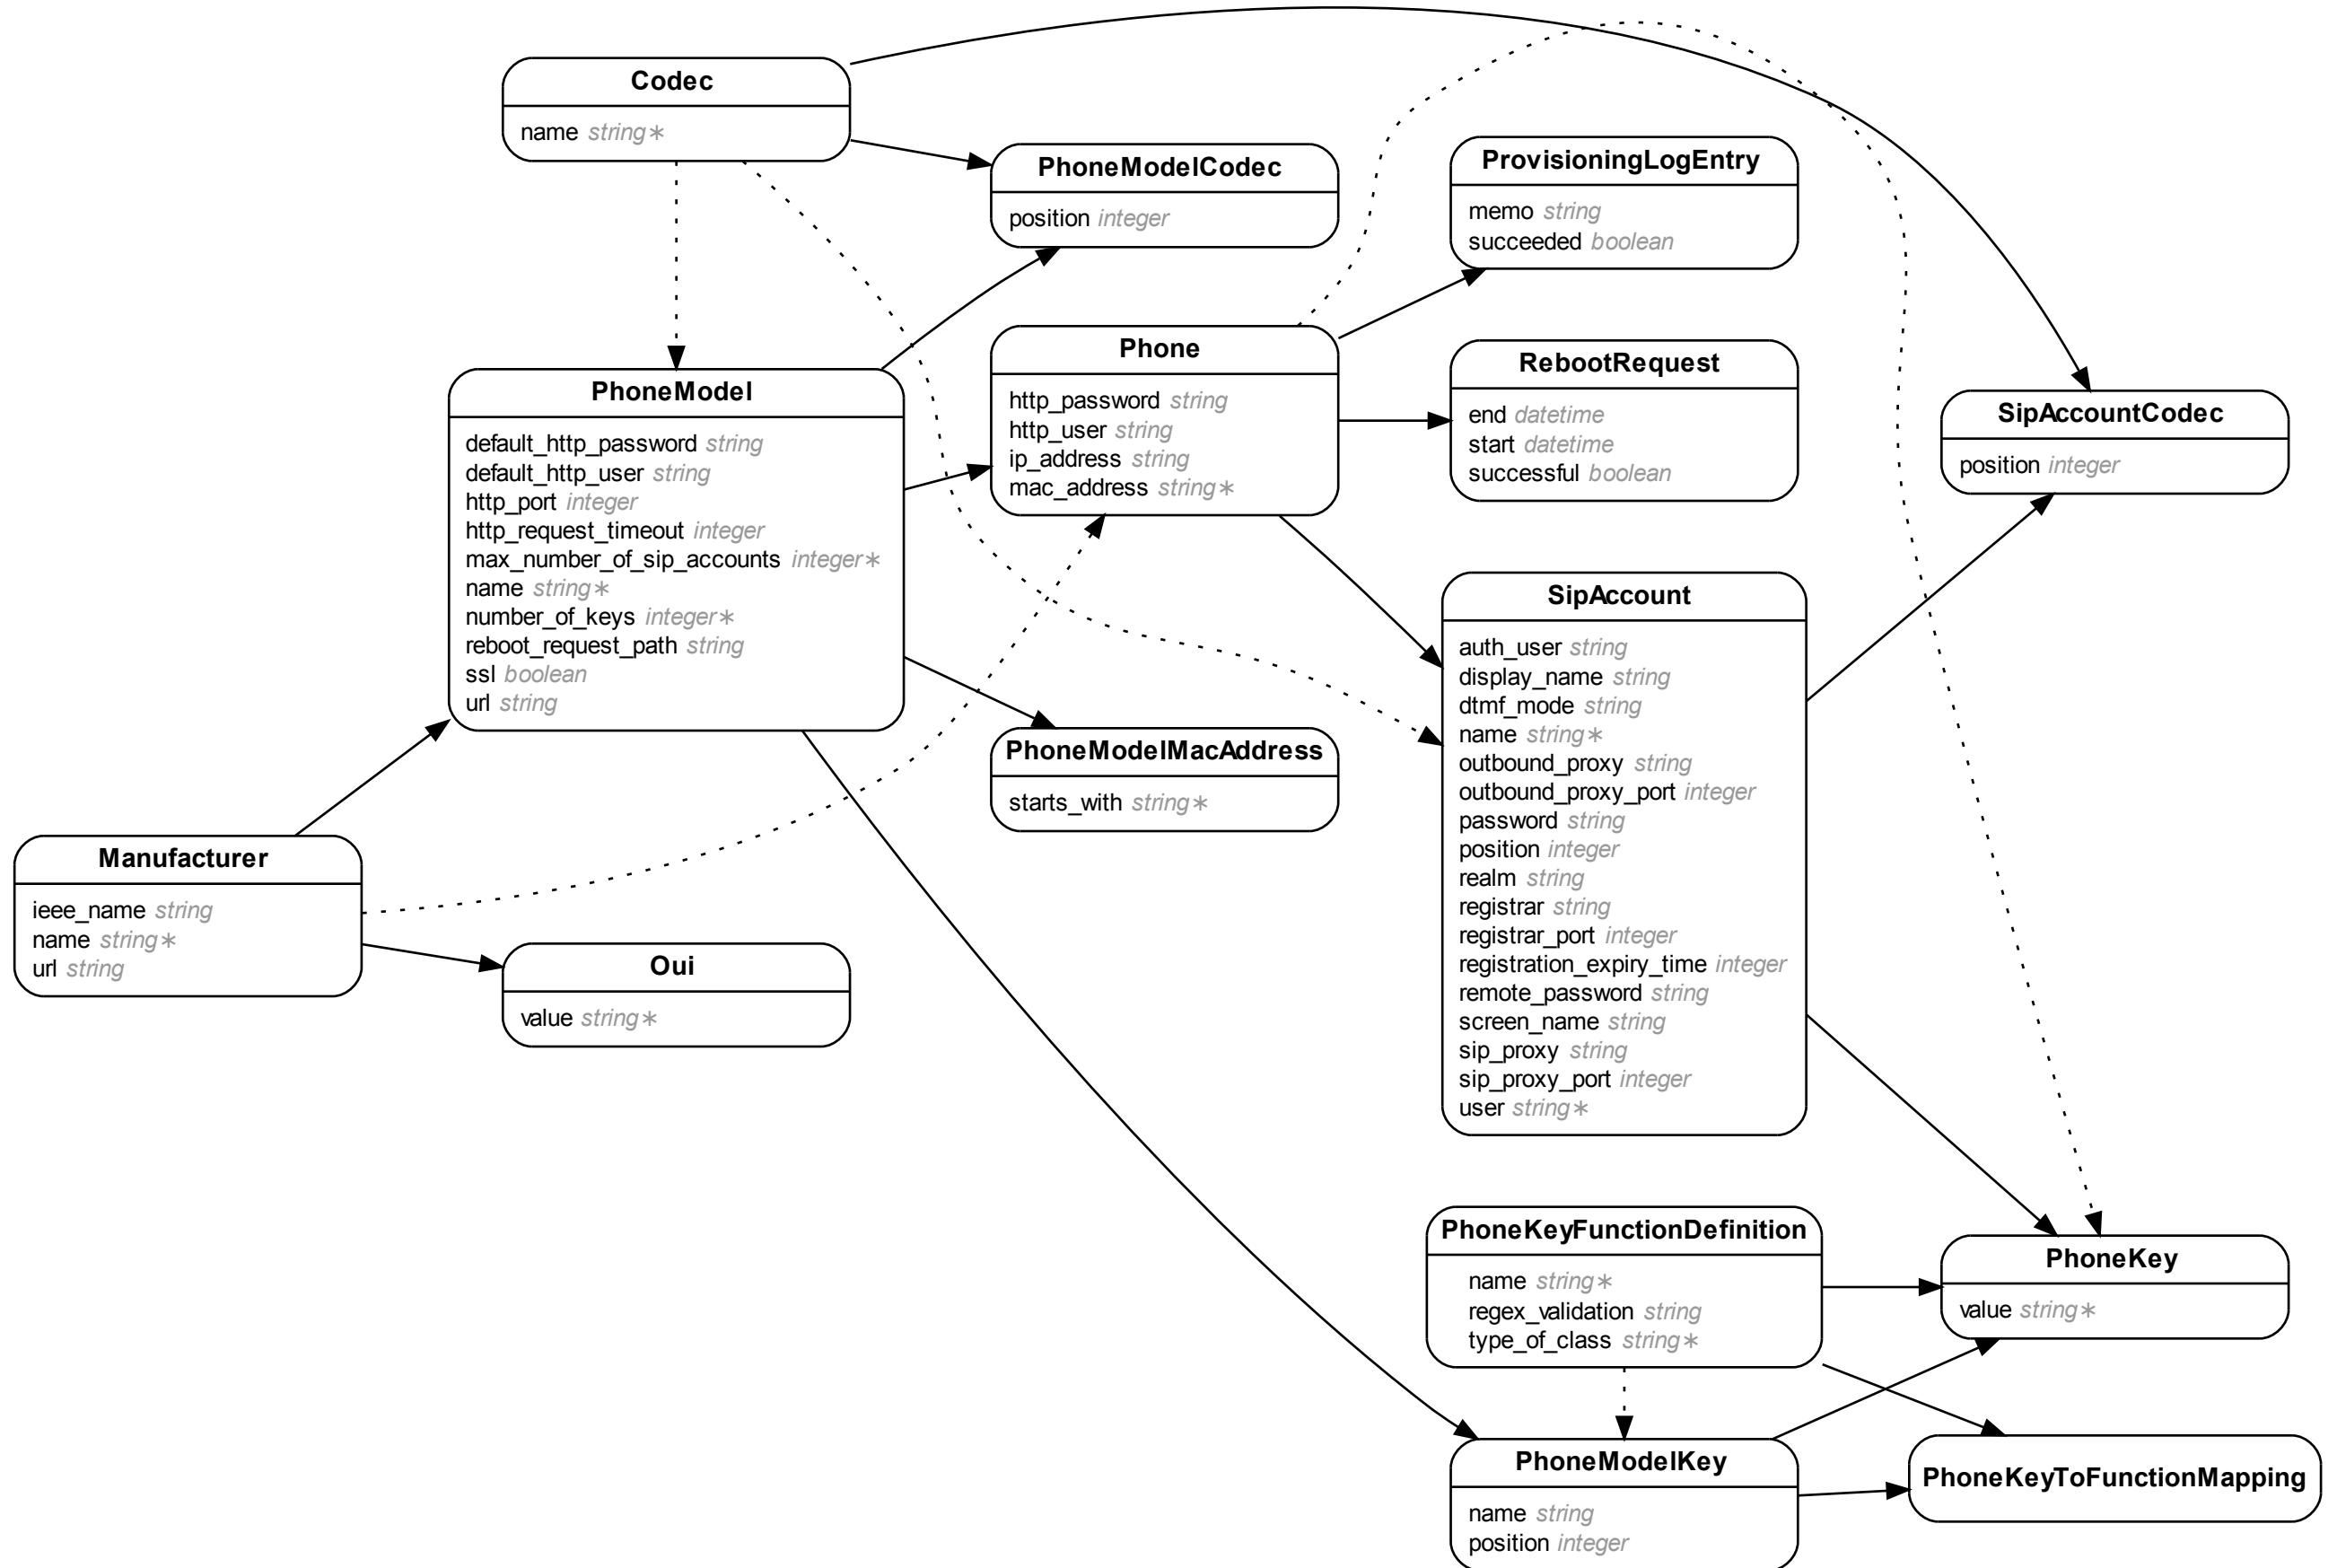 Codec
name string*
PhoneModelCodec
position integer
ProvisioningLogEntry
memo string
succeeded boolean
Phone
http_password string
http_user string
ip_address string
mac_address string*
RebootRequest
end datetime
start datetime
successful boolean
PhoneModel
default_http_password string
default_http_user string
http_port integer
http_request_timeout integer
max_number_of_sip_accounts integer*
name string*
number_of_keys integer*
reboot_request_path string
ssl boolean
url string
SipAccountCodec
position integer
SipAccount
auth_user string
display_name string
dtmf_mode string
name string*
outbound_proxy string
outbound_proxy_port integer
password string
position integer
realm string
registrar string
registrar_port integer
registration_expiry_time integer
remote_password string
screen_name string
sip_proxy string
sip_proxy_port integer
user string*
PhoneModelMacAddress
starts_with string*
Manufacturer
ieee_name string
name string*
url string
Oui
value string*
PhoneKeyFunctionDefinition
name string*
regex_validation string
type_of_class string*
PhoneKey
value string*
PhoneModelKey
name string
position integer
PhoneKeyToFunctionMapping